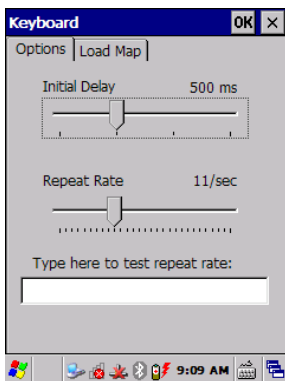 Keyboard OK ×
Options Load Map
Initial Delay 500 ms
Repeat Rate 11/sec
Type here to test repeat rate:
9:09 AM